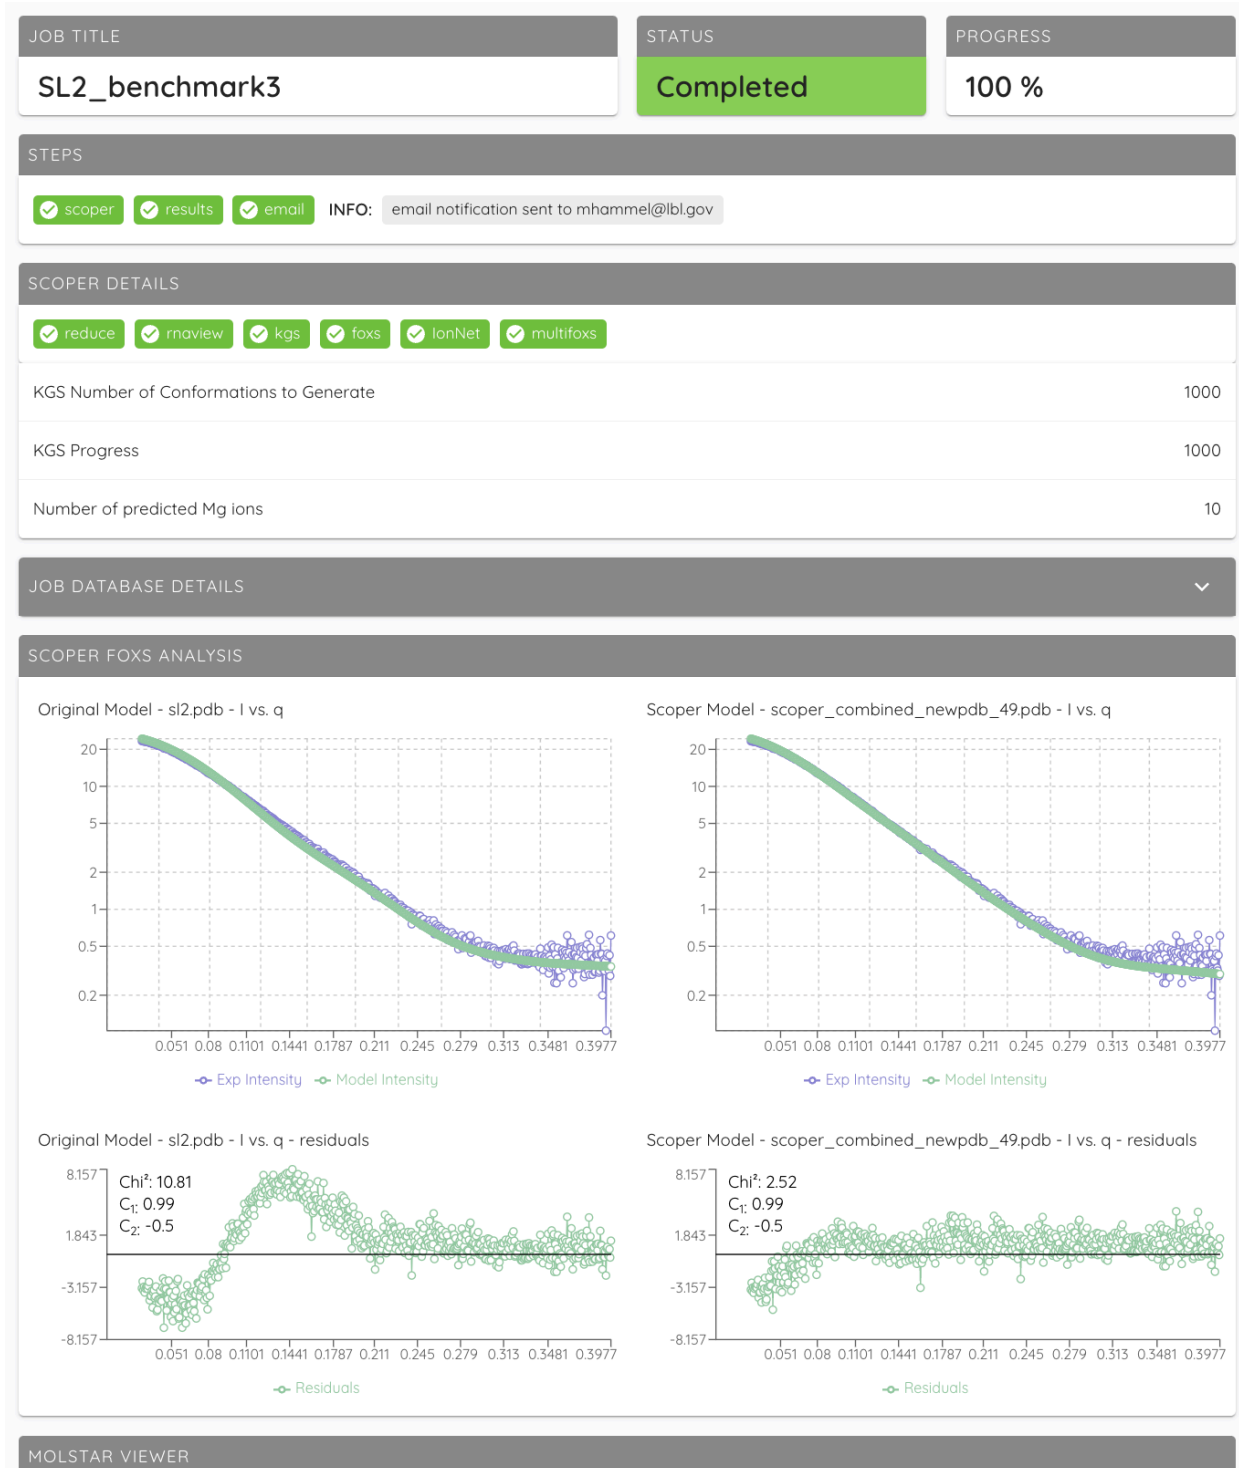 JOB TITLE
SL2_benchmark3
STATUS
Completed
PROGRESS
100 %
STEPS
scoper results email INFO: email notification sent to mhammel@lbl.gov
SCOPER DETAILS
reduce rnaview kgs foxs IonNet multifoxs
KGS Number of Conformations to Generate 1000
KGS Progress 1000
Number of predicted Mg ions 10
JOB DATABASE DETAILS
SCOPER FOXS ANALYSIS
Original Model - sl2.pdb - I vs. q
20
10
5
2
1
0.5
0.2
0.051 0.08 0.1101 0.1441 0.1787 0.211 0.245 0.279 0.313 0.3481 0.3977
Exp Intensity Model Intensity
Scoper Model - scoper_combined_newpdb_49.pdb - I vs. q
20
10
5
2
1
0.5
0.2
0.051 0.08 0.1101 0.1441 0.1787 0.211 0.245 0.279 0.313 0.3481 0.3977
Exp Intensity Model Intensity
Original Model - sl2.pdb - I vs. q - residuals
8.157
1.843
-3.157
-8.157
Chi²: 10.81
C₁: 0.99
C₂: -0.5
0.051 0.08 0.1101 0.1441 0.1787 0.211 0.245 0.279 0.313 0.3481 0.3977
Residuals
Scoper Model - scoper_combined_newpdb_49.pdb - I vs. q - residuals
8.157
1.843
-3.157
-8.157
Chi²: 2.52
C₁: 0.99
C₂: -0.5
0.051 0.08 0.1101 0.1441 0.1787 0.211 0.245 0.279 0.313 0.3481 0.3977
Residuals
MOLSTAR VIEWER